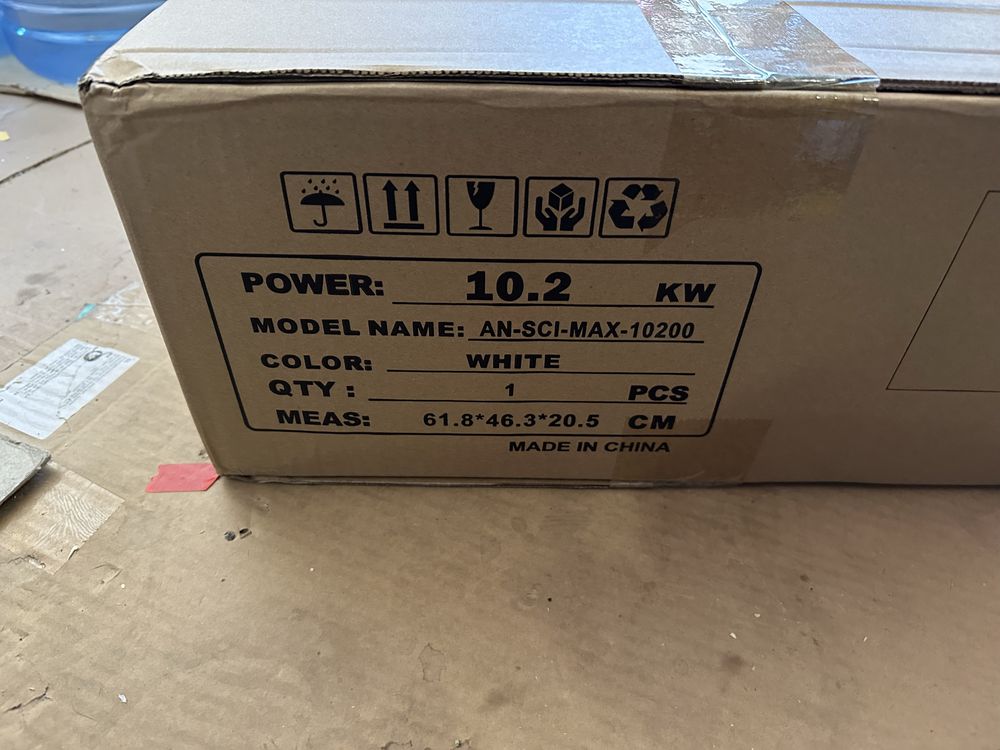 POWER: 10.2 KW
MODEL NAME: AN-SCI-MAX-10200
COLOR: WHITE
QTY : 1 PCS
MEAS: 61.8*46.3*20.5 CM
MADE IN CHINA